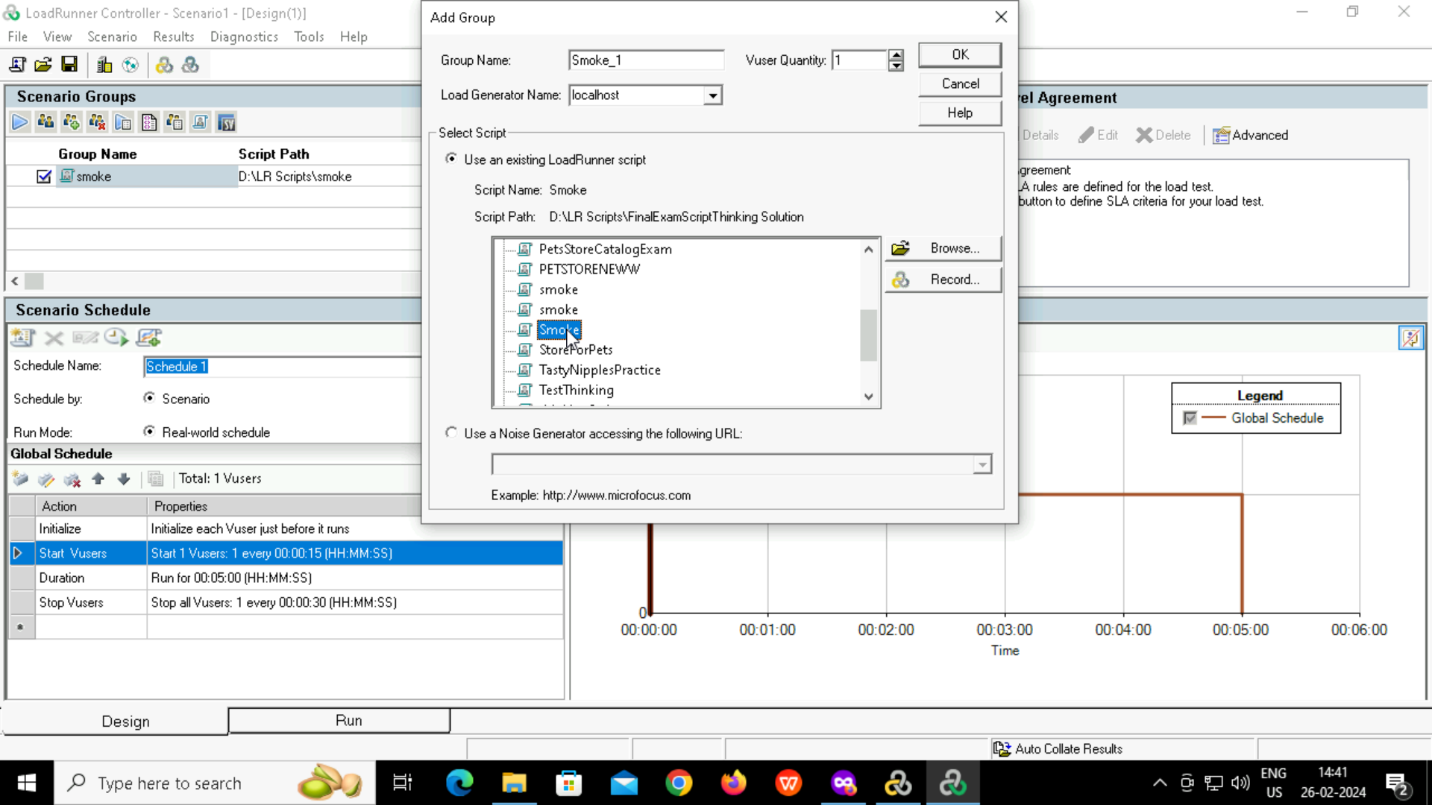 LoadRunner Controller - Scenario1 - [Design(1)]
File View Scenario Results Diagnostics Tools Help
Scenario Groups
Group Name Script Path
smoke D:\LR Scripts\smoke
Scenario Schedule
Schedule Name: Schedule 1
Schedule by: Scenario
Run Mode: Real-world schedule
Global Schedule
Total: 1 Vusers
Action Properties
Initialize Initialize each Vuser just before it runs
Start Vusers Start 1 Vusers: 1 every 00:00:15 (HH:MM:SS)
Duration Run for 00:05:00 (HH:MM:SS)
Stop Vusers Stop all Vusers: 1 every 00:00:30 (HH:MM:SS)
Add Group
Group Name: Smoke_1 Vuser Quantity: 1 OK
Load Generator Name: localhost Cancel
Help
Select Script
Use an existing LoadRunner script
Script Name: Smoke
Script Path: D:\LR Scripts\FinalExamScriptThinking Solution
PetsStoreCatalogExam Browse...
PETSTORENEWW Record...
smoke
smoke
Smoke
StoreForPets
TastyNipplesPractice
TestThinking
Use a Noise Generator accessing the following URL:
Example: http://www.microfocus.com
el Agreement
Details Edit Delete Advanced
greement
A rules are defined for the load test.
button to define SLA criteria for your load test.
Legend
Global Schedule
0
00:00:00 00:01:00 00:02:00 00:03:00 00:04:00 00:05:00 00:06:00
Time
Design Run
Auto Collate Results
Type here to search
ENG 14:41
US 26-02-2024 2